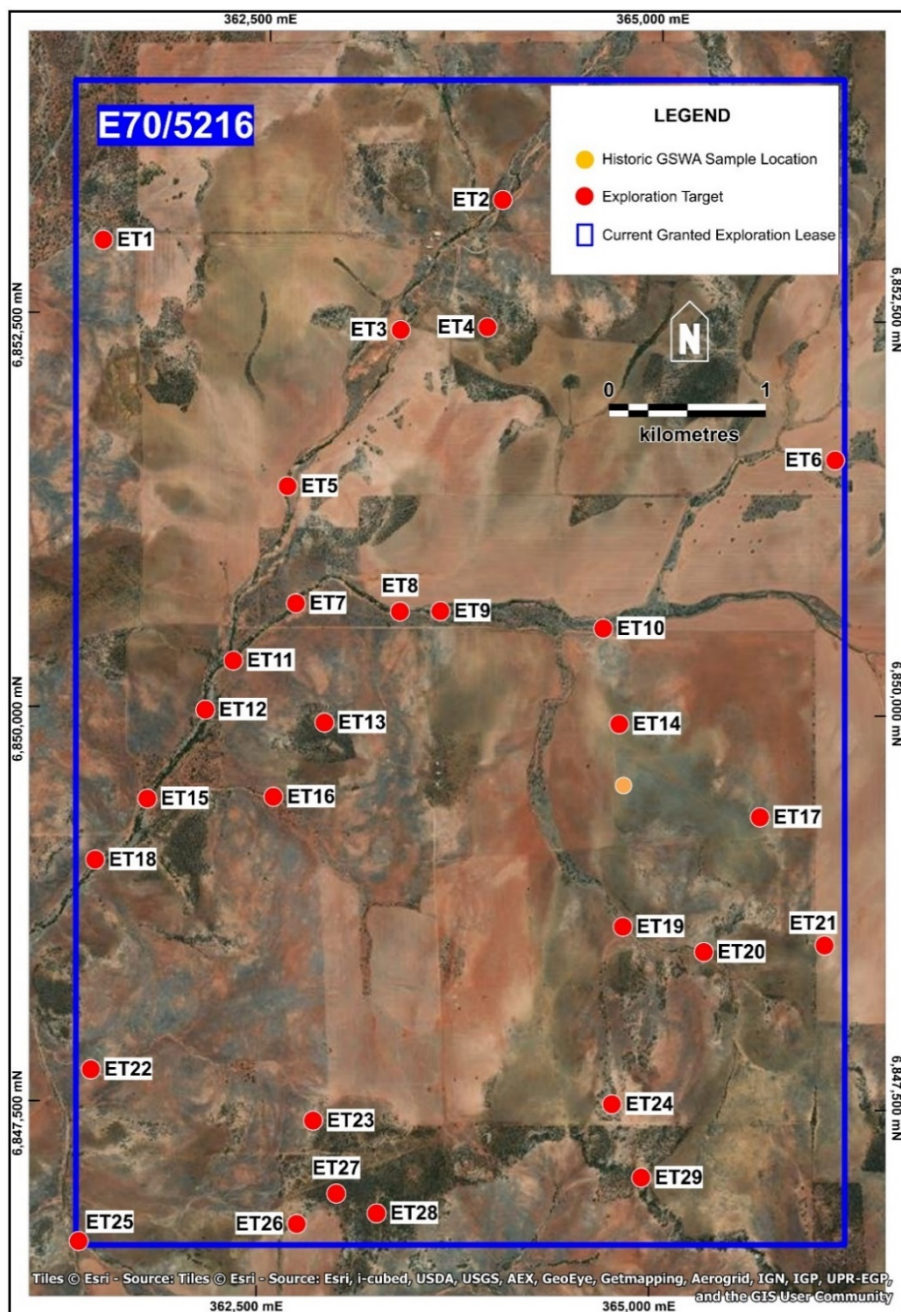 362,500 mE
365,000 mE
E70/5216
LEGEND
Historic GSWA Sample Location
Exploration Target
Current Granted Exploration Lease
ET2
ET1
6,852,500 mN
6,852,500 mN
ET3
ET4
N
0
1
kilometres
ET6
ET5
ET7
ET8
ET9
ET10
ET11
ET12
ET13
ET14
6,850,000 mN
6,850,000 mN
ET15
ET16
ET17
ET18
ET19
ET20
ET21
ET22
ET23
ET24
6,847,500 mN
6,847,500 mN
ET27
ET28
ET29
ET25
ET26
Tiles © Esri - Source: Tiles © Esri - Source: Esri, i-cubed, USDA, USGS, AEX, GeoEye, Getmapping, Aerogrid, IGN, IGP, UPR-EGP,
and the GIS User Community
362,500 mE
365,000 mE